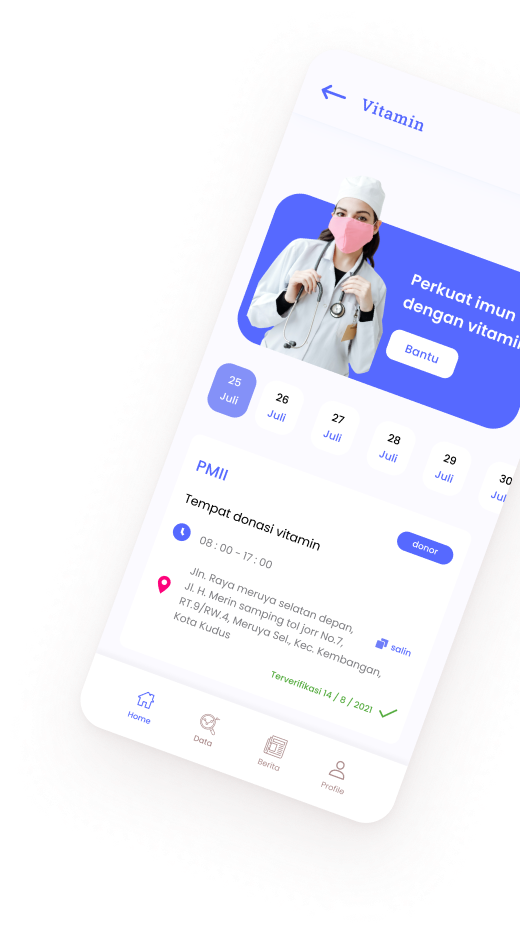 Vitamin
Perkuat imun
dengan vitamin
Bantu
25
Juli
26
Juli
27
Juli
28
Juli
29
Juli
30
Jul
PMII
Tempat donasi vitamin
donor
08 : 00 - 17 : 00
Jln. Raya meruya selatan depan,
Jl. H. Merin samping tol jorr No.7,
RT.9/RW.4, Meruya Sel., Kec. Kembangan,
Kota Kudus
salin
Terverifikasi 14 / 8 / 2021
Home
Data
Berita
Profile